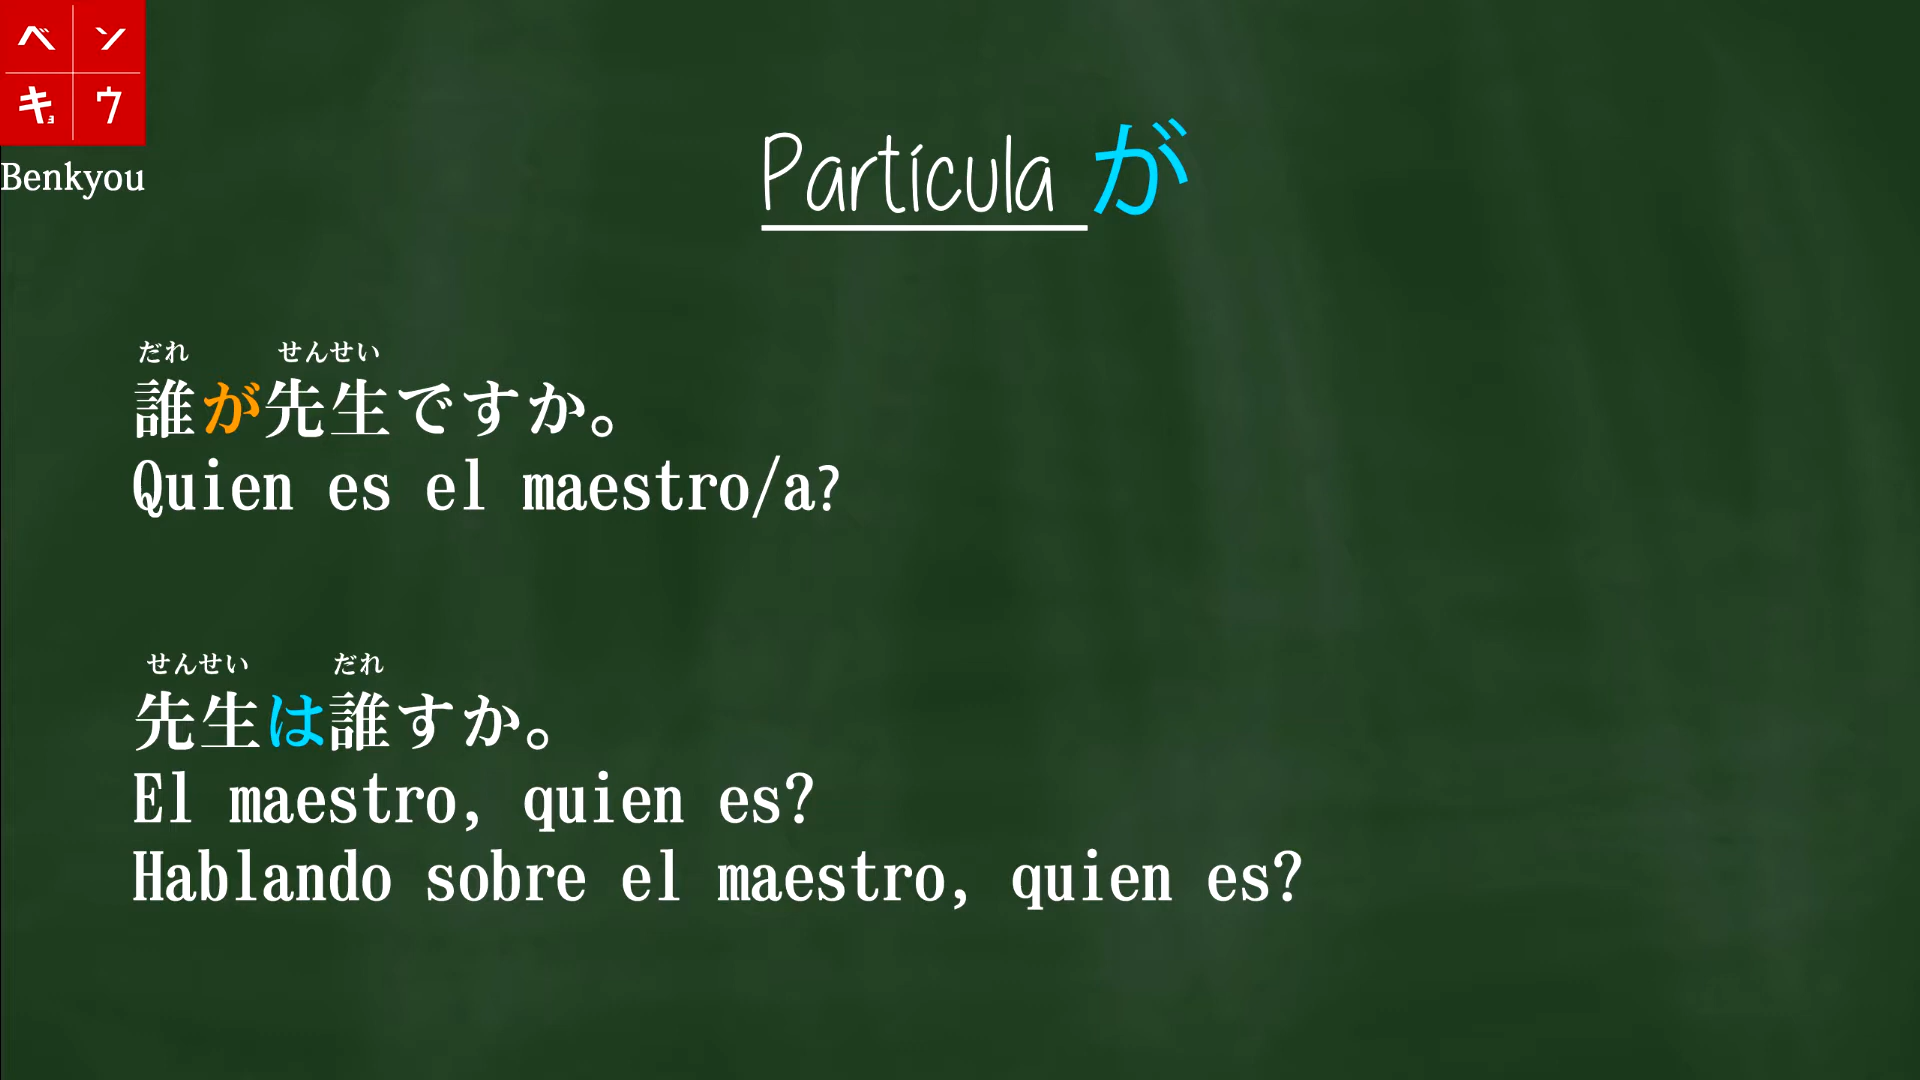 ベン
キョウ
Benkyou
Partícula が
だれ せんせい
誰が先生ですか。
Quien es el maestro/a?
せんせい だれ
先生は誰すか。
El maestro, quien es?
Hablando sobre el maestro, quien es?